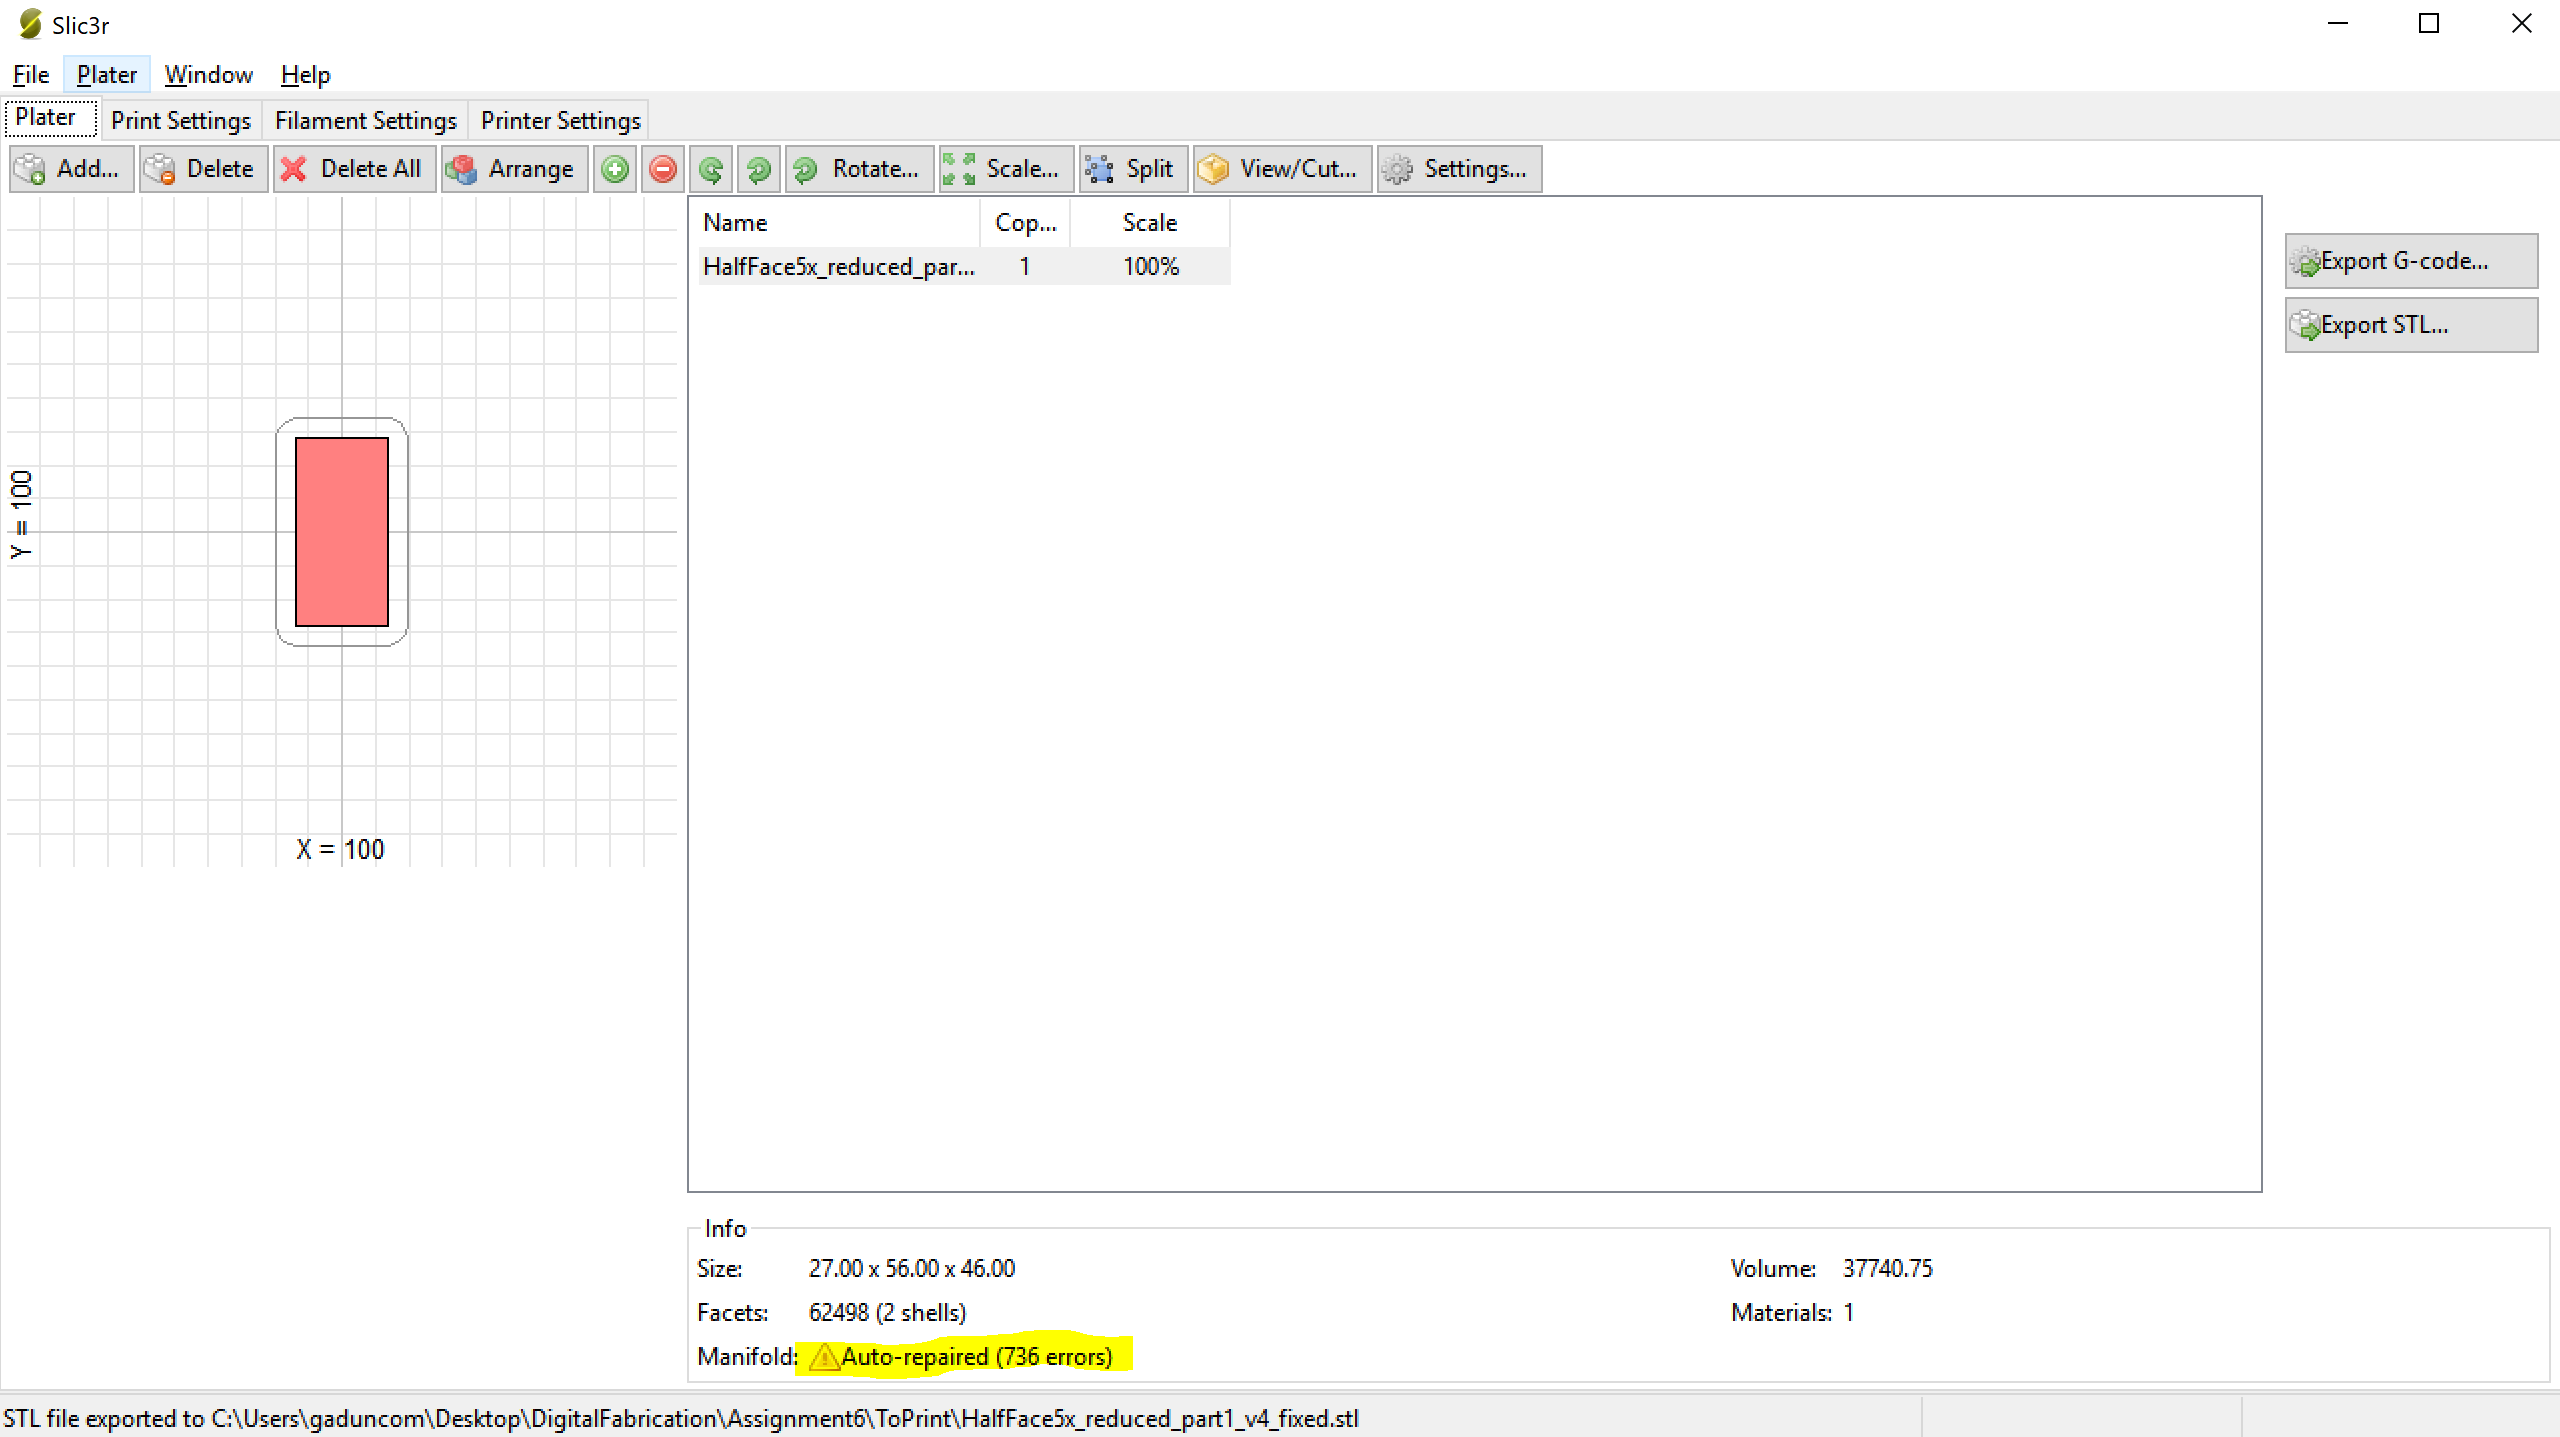 Slic3r
File Plater Window Help
Plater Print Settings Filament Settings Printer Settings
Add... Delete Delete All Arrange Rotate... Scale... Split View/Cut... Settings...
Name Cop... Scale
HalfFace5x_reduced_par... 1 100%
Export G-code...
Export STL...
Y = 100
X = 100
Info
Size: 27.00 x 56.00 x 46.00 Volume: 37740.75
Facets: 62498 (2 shells) Materials: 1
Manifold: Auto-repaired (736 errors)
STL file exported to C:\Users\gaduncom\Desktop\DigitalFabrication\Assignment6\ToPrint\HalfFace5x_reduced_part1_v4_fixed.stl